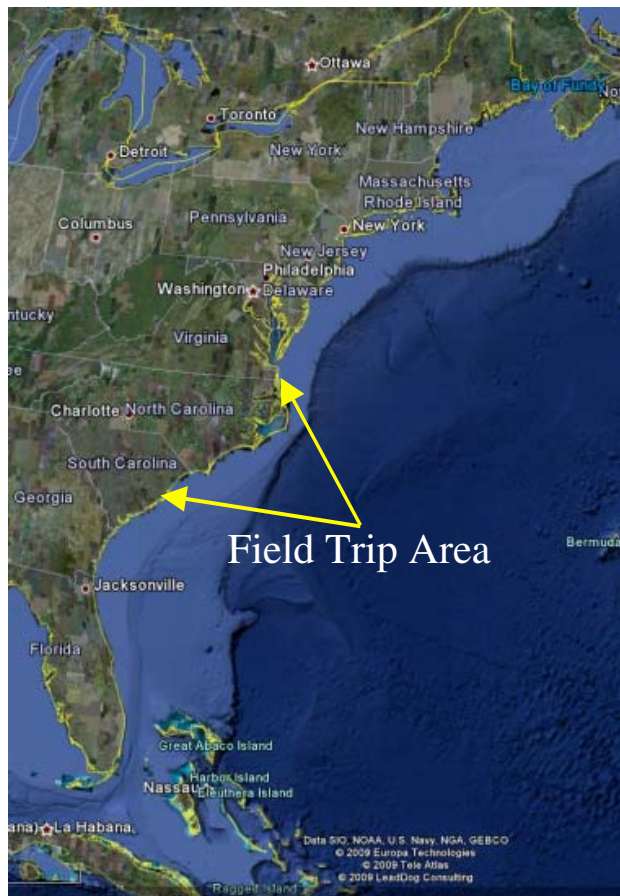 Ottawa
Bay of Fundy
Toronto
New Hampshire
Detroit
New York
Massachusetts
Rhode Island
Columbus
Pennsylvania
New York
New Jersey
Philadelphia
Washington
Delaware
ntucky
Virginia
ee
Charlotte
North Carolina
South Carolina
Georgia
Field Trip Area
Bermuda
Jacksonville
Florida
Great Abaco Island
Harbor Island
Nassau
Eleuthera Island
ana)
La Habana
Data SIO, NOAA, U.S. Navy, NGA, GEBCO
© 2009 Europa Technologies
© 2009 Tele Atlas
© 2009 LeadDog Consulting
Ragged Island